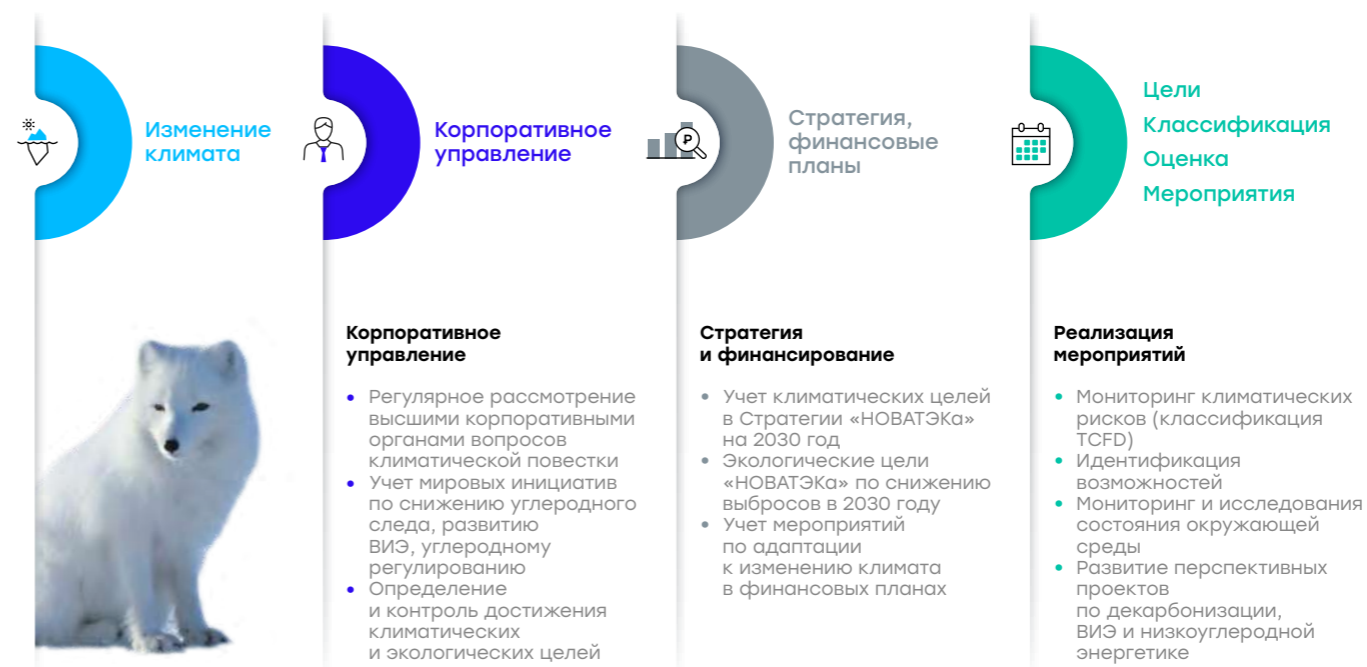 Изменение
климата
Корпоративное
управление
Стратегия,
финансовые
планы
₽
Цели
Классификация
Оценка
Мероприятия
Корпоративное
управление
• Регулярное рассмотрение
высшими корпоративными
органами вопросов
климатической повестки
• Учет мировых инициатив
по снижению углеродного
следа, развитию
ВИЭ, углеродному
регулированию
• Определение
и контроль достижения
климатических
и экологических целей
Стратегия
и финансирование
• Учет климатических целей
в Стратегии «НОВАТЭКа»
на 2030 год
• Экологические цели
«НОВАТЭКа» по снижению
выбросов в 2030 году
• Учет мероприятий
по адаптации
к изменению климата
в финансовых планах
Реализация
мероприятий
• Мониторинг климатических
рисков (классификация
TCFD)
• Идентификация
возможностей
• Мониторинг и исследования
состояния окружающей
среды
• Развитие перспективных
проектов
по декарбонизации,
ВИЭ и низкоуглеродной
энергетике